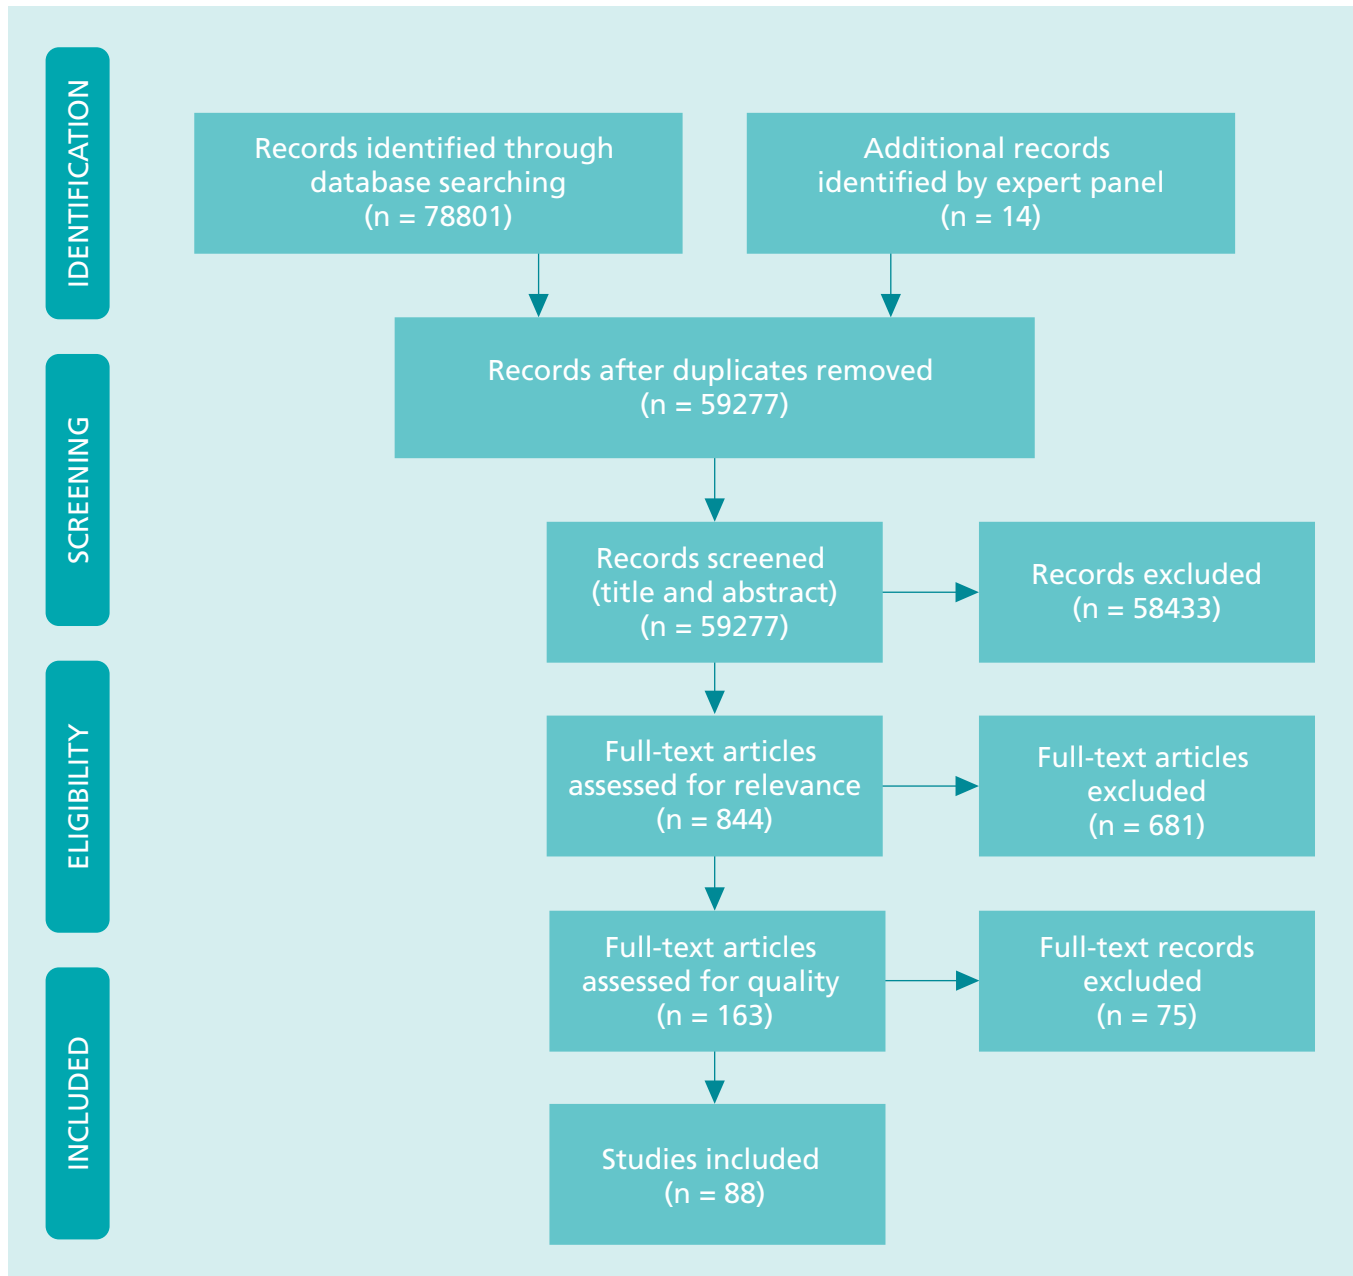 IDENTIFICATION
Records identified through
database searching
(n = 78801)
Additional records
identified by expert panel
(n = 14)
SCREENING
Records after duplicates removed
(n = 59277)
Records screened
(title and abstract)
(n = 59277)
Records excluded
(n = 58433)
ELIGIBILITY
Full-text articles
assessed for relevance
(n = 844)
Full-text articles
excluded
(n = 681)
Full-text articles
assessed for quality
(n = 163)
Full-text records
excluded
(n = 75)
INCLUDED
Studies included
(n = 88)